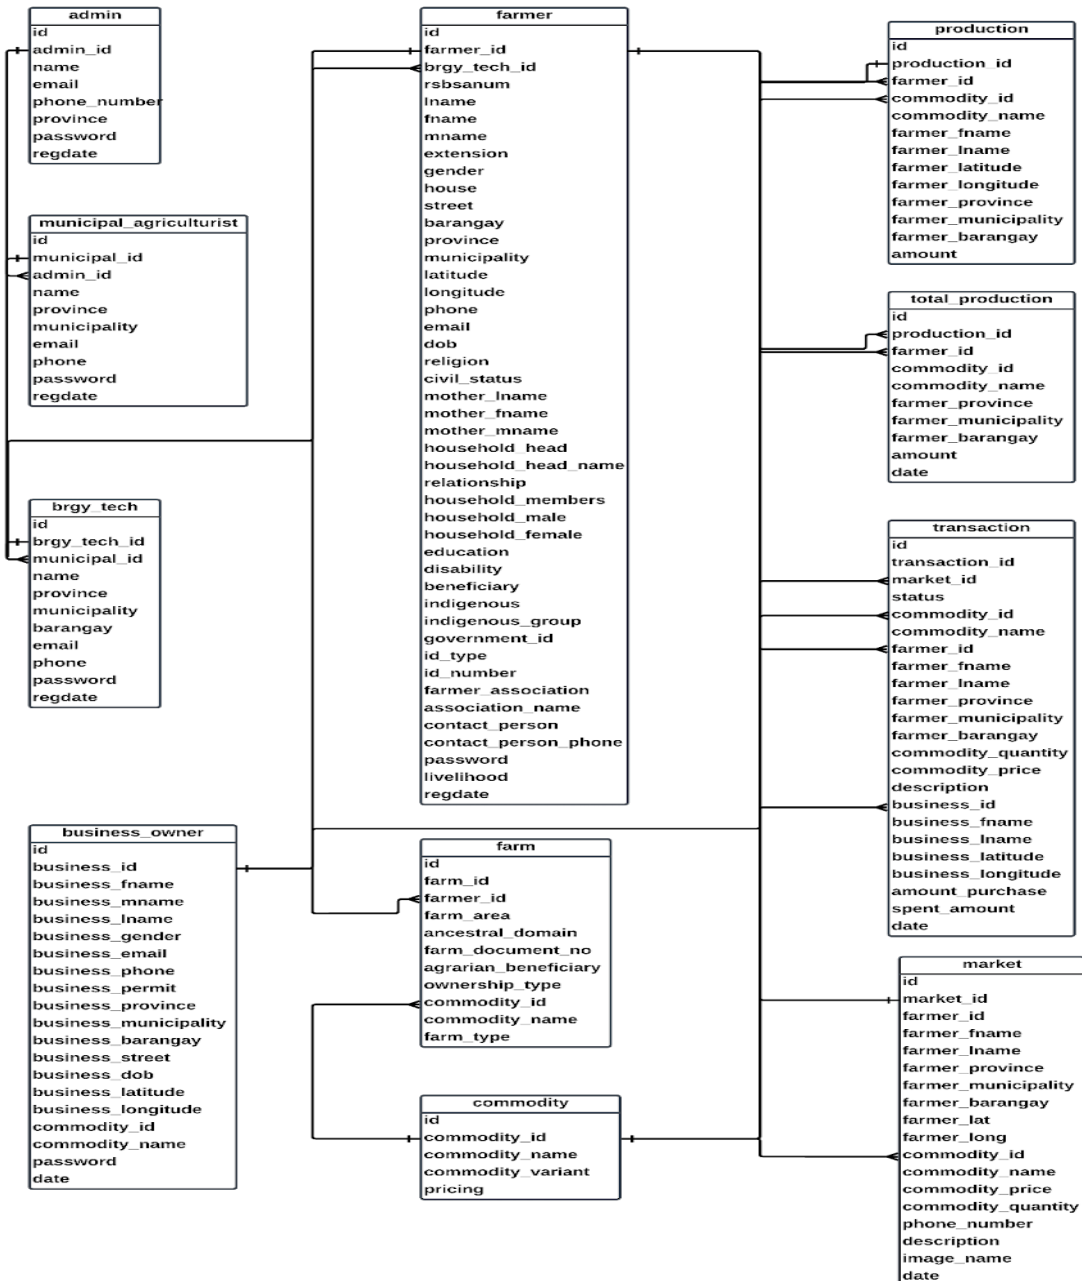 admin
id
admin_id
name
email
phone_number
province
password
regdate
municipal_agriculturist
id
municipal_id
admin_id
name
province
municipality
email
phone
password
regdate
brgy_tech
id
brgy_tech_id
municipal_id
name
province
municipality
barangay
email
phone
password
regdate
business_owner
id
business_id
business_fname
business_mname
business_lname
business_gender
business_email
business_phone
business_permit
business_province
business_municipality
business_barangay
business_street
business_dob
business_latitude
business_longitude
commodity_id
commodity_name
password
date
farmer
id
farmer_id
brgy_tech_id
rsbsanum
lname
fname
mname
extension
gender
house
street
barangay
province
municipality
latitude
longitude
phone
email
dob
religion
civil_status
mother_lname
mother_fname
mother_mname
household_head
household_head_name
relationship
household_members
household_male
household_female
education
disability
beneficiary
indigenous
indigenous_group
government_id
id_type
id_number
farmer_association
association_name
contact_person
contact_person_phone
password
livelihood
regdate
farm
id
farm_id
farmer_id
farm_area
ancestral_domain
farm_document_no
agrarian_beneficiary
ownership_type
commodity_id
commodity_name
farm_type
commodity
id
commodity_id
commodity_name
commodity_variant
pricing
production
id
production_id
farmer_id
commodity_id
commodity_name
farmer_fname
farmer_lname
farmer_latitude
farmer_longitude
farmer_province
farmer_municipality
farmer_barangay
amount
total_production
id
production_id
farmer_id
commodity_id
commodity_name
farmer_province
farmer_municipality
farmer_barangay
amount
date
transaction
id
transaction_id
market_id
status
commodity_id
commodity_name
farmer_id
farmer_fname
farmer_lname
farmer_province
farmer_municipality
farmer_barangay
commodity_quantity
commodity_price
description
business_id
business_fname
business_lname
business_latitude
business_longitude
amount_purchase
spent_amount
date
market
id
market_id
farmer_id
farmer_fname
farmer_lname
farmer_province
farmer_municipality
farmer_barangay
farmer_lat
farmer_long
commodity_id
commodity_name
commodity_price
commodity_quantity
phone_number
description
image_name
date